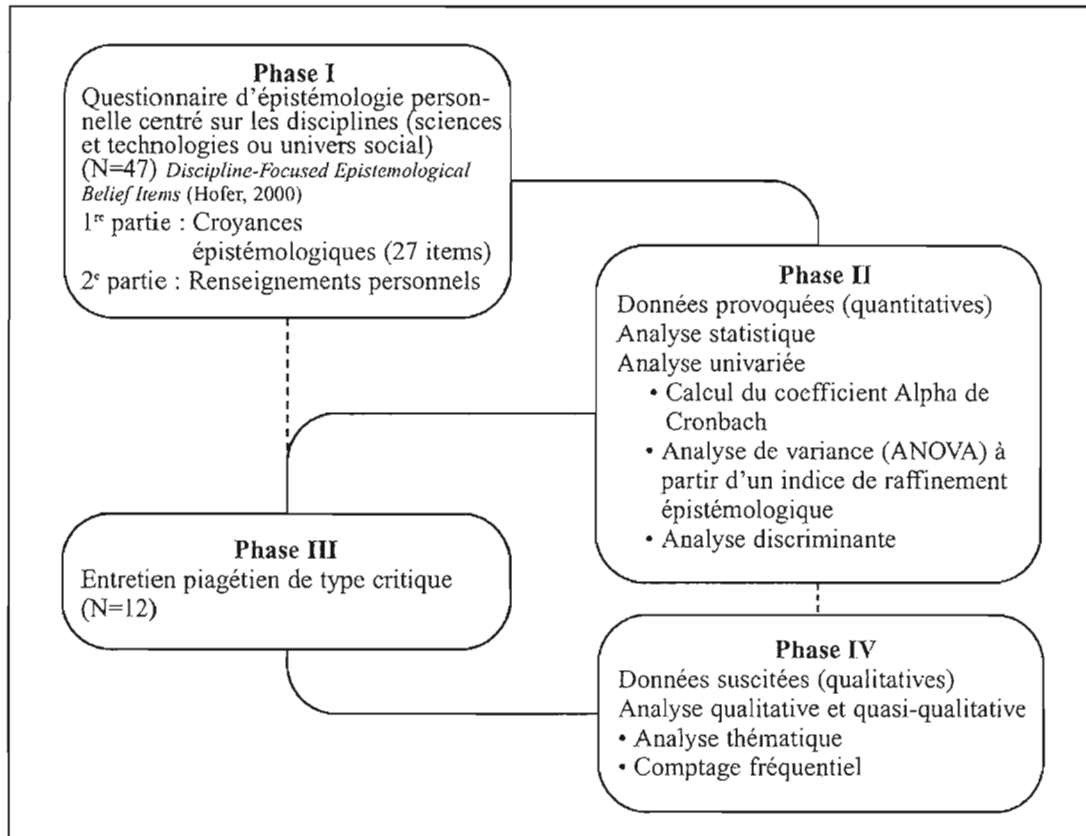 Phase I
Questionnaire d'épistémologie person-
nelle centré sur les disciplines (sciences
et technologies ou univers social)
(N=47) Discipline-Focused Epistemological
Belief Items (Hofer, 2000)
1re partie : Croyances
épistémologiques (27 items)
2e partie : Renseignements personnels
Phase II
Données provoquées (quantitatives)
Analyse statistique
Analyse univariée
• Calcul du coefficient Alpha de
Cronbach
• Analyse de variance (ANOVA) à
partir d'un indice de raffinement
épistémologique
• Analyse discriminante
Phase III
Entretien piagétien de type critique
(N=12)
Phase IV
Données suscitées (qualitatives)
Analyse qualitative et quasi-qualitative
• Analyse thématique
• Comptage fréquentiel